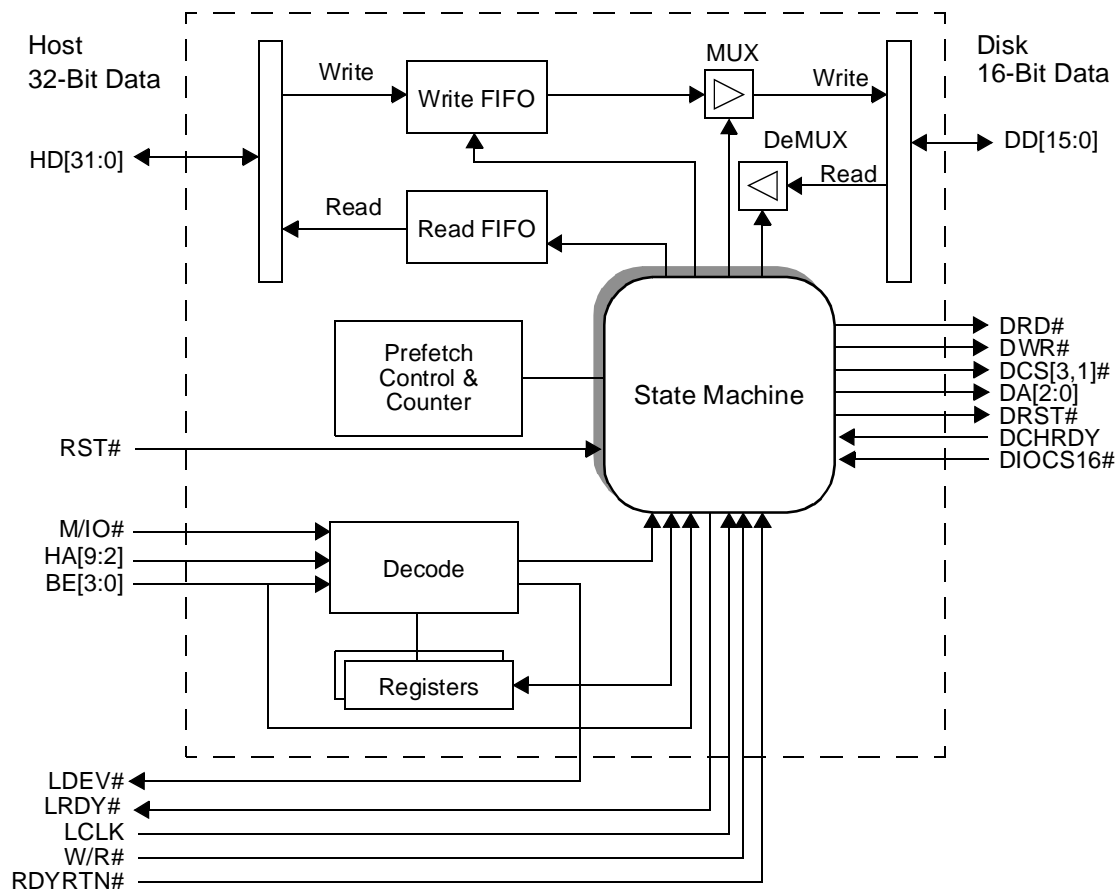 Host
32-Bit Data
Disk
16-Bit Data
MUX
Write
Write FIFO
Write
DeMUX
HD[31:0]
DD[15:0]
Read
Read
Read FIFO
Prefetch
Control &
Counter
State Machine
DRD#
DWR#
DCS[3,1]#
DA[2:0]
DRST#
DCHRDY
DIOCS16#
RST#
M/IO#
HA[9:2]
BE[3:0]
Decode
Registers
LDEV#
LRDY#
LCLK
W/R#
RDYRTN#